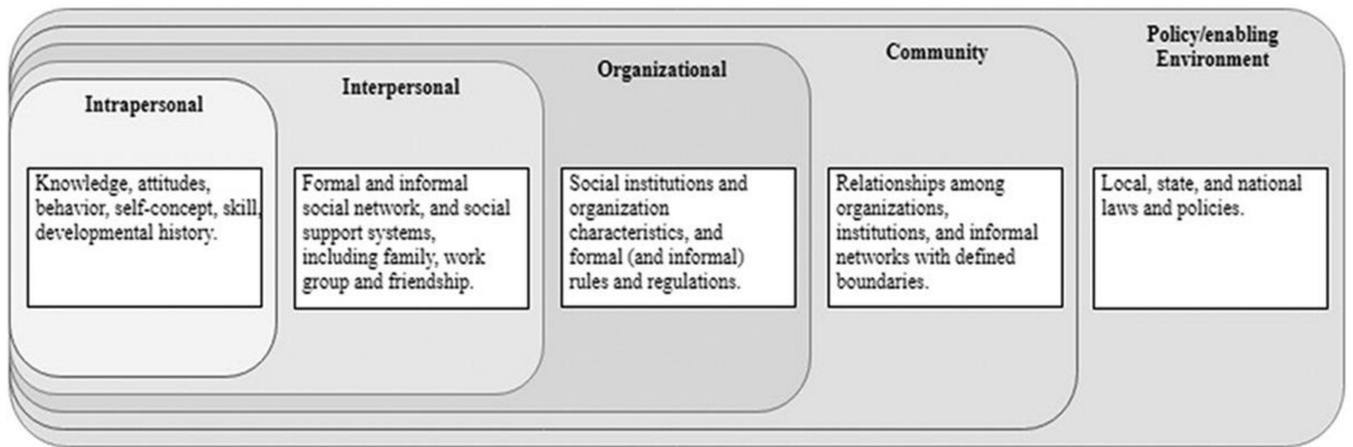 Intrapersonal
Knowledge, attitudes,
behavior, self-concept, skill,
developmental history.
Interpersonal
Formal and informal
social network, and social
support systems,
including family, work
group and friendship.
Organizational
Social institutions and
organization
characteristics, and
formal (and informal)
rules and regulations.
Community
Relationships among
organizations,
institutions, and informal
networks with defined
boundaries.
Policy/enabling
Environment
Local, state, and national
laws and policies.